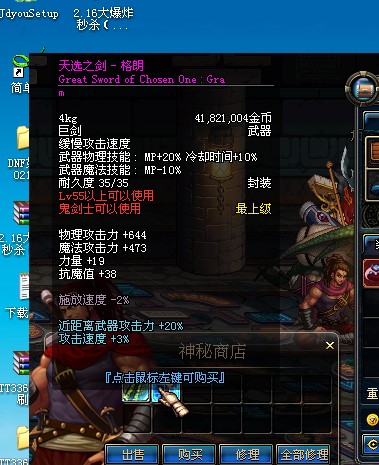 JdyouSetup
2.16大爆炸
秒杀(...
天选之剑 - 格朗
Great Sword of Chosen One : Gra
m
简单
4kg
41,821,004金币
巨剑
武器
缓慢攻击速度
武器物理技能： MP+20% 冷却时间+10%
武器魔法技能： MP-10%
耐久度 35/35
封装
Lv55以上可以使用
鬼剑士可以使用
最上级
物理攻击力 +644
魔法攻击力 +473
力量 +19
抗魔值 +38
施放速度 -2%
近距离武器攻击力 +20%
攻击速度 +3%
神秘商店
『点击鼠标左键可购买』
出售
购买
修理
全部修理
DNF
021
2.16大
秒杀
下载
TT336
刷
TT336
重